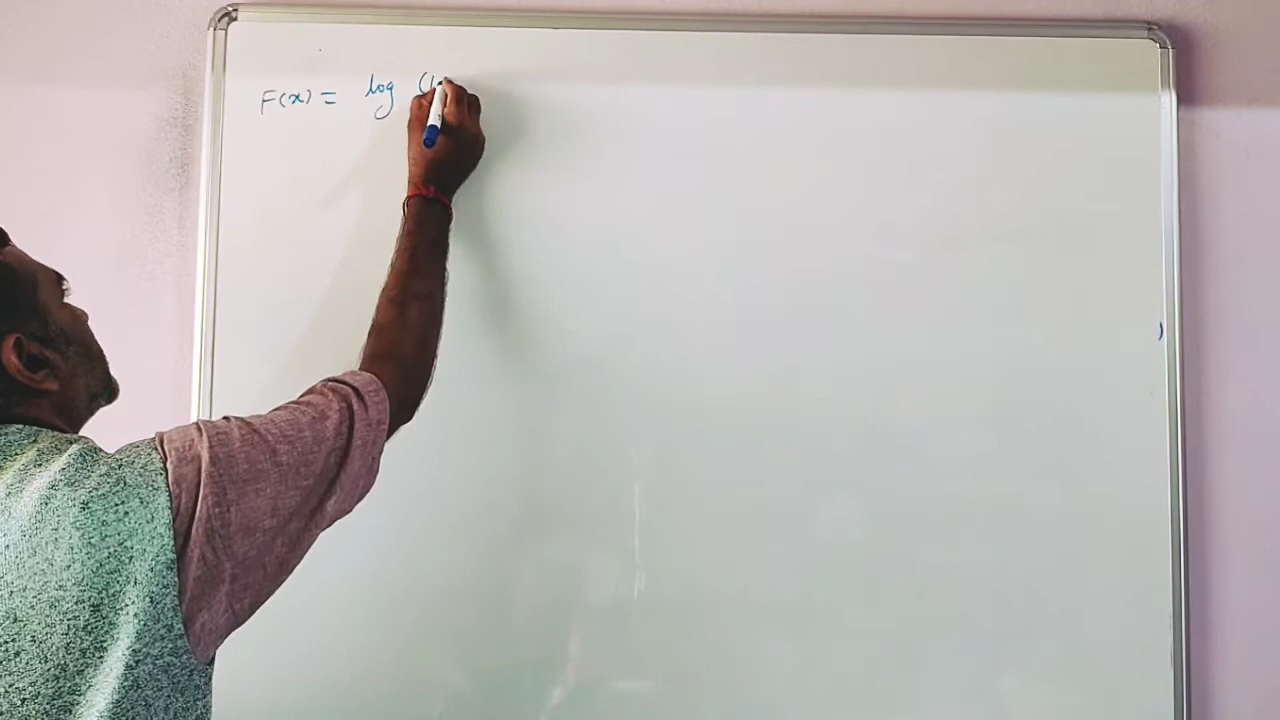 F(x) = log (l